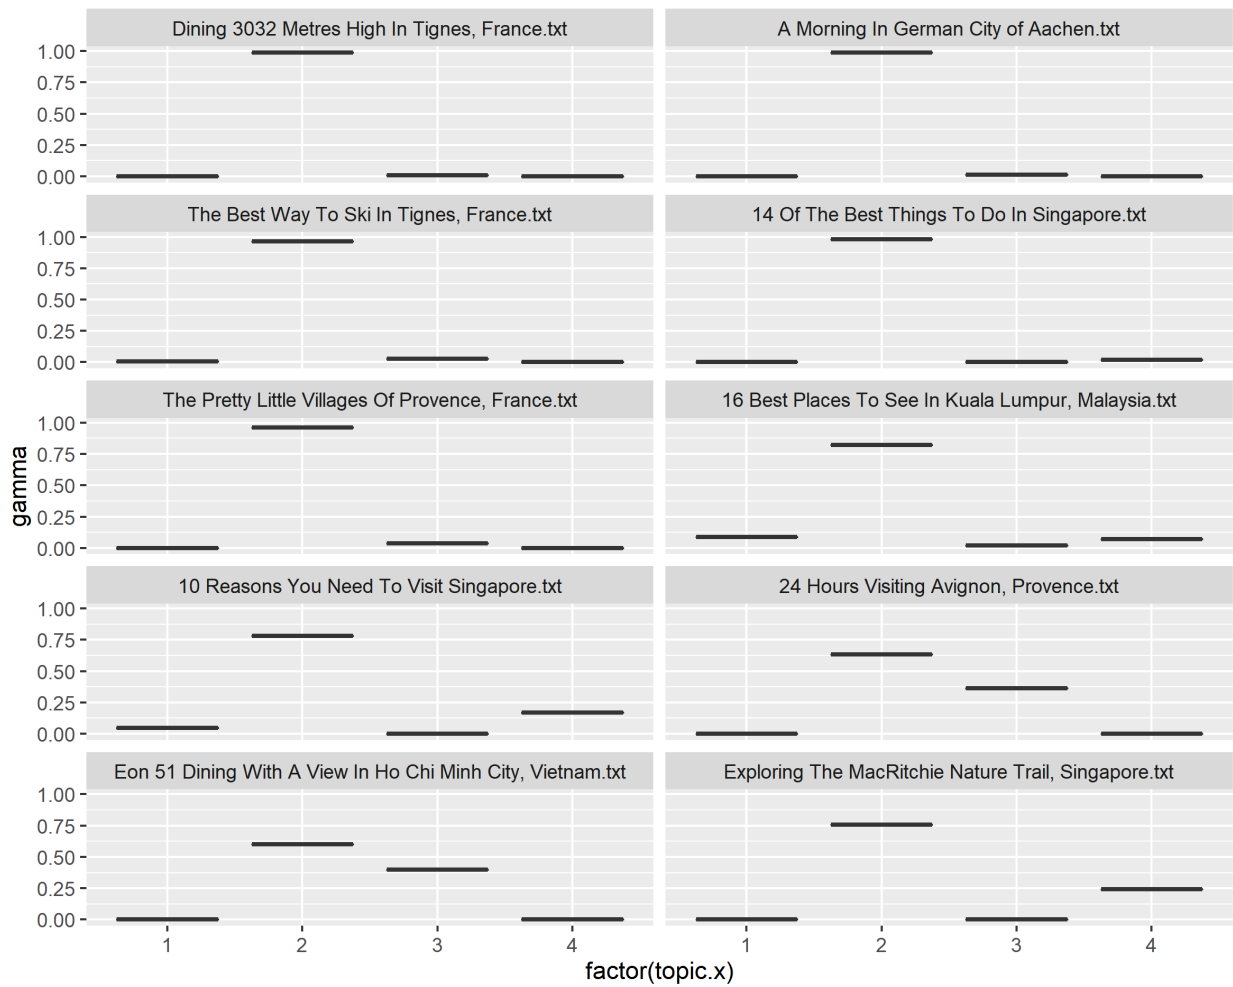 Dining 3032 Metres High In Tignes, France.txt
A Morning In German City of Aachen.txt
1.00
0.75
0.50
0.25
0.00
The Best Way To Ski In Tignes, France.txt
14 Of The Best Things To Do In Singapore.txt
1.00
0.75
0.50
0.25
0.00
The Pretty Little Villages Of Provence, France.txt
16 Best Places To See In Kuala Lumpur, Malaysia.txt
1.00
0.75
0.50
0.25
0.00
gamma
10 Reasons You Need To Visit Singapore.txt
24 Hours Visiting Avignon, Provence.txt
1.00
0.75
0.50
0.25
0.00
Eon 51 Dining With A View In Ho Chi Minh City, Vietnam.txt
Exploring The MacRitchie Nature Trail, Singapore.txt
1.00
0.75
0.50
0.25
0.00
1 2 3 4
1 2 3 4
factor(topic.x)